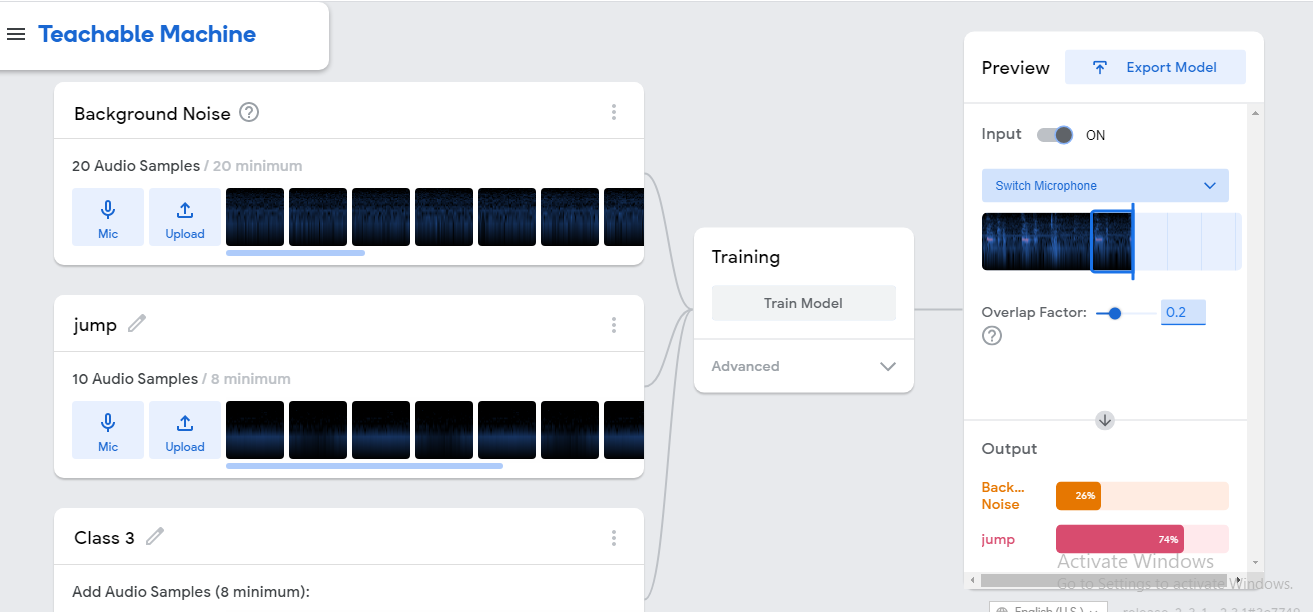 Teachable Machine
Background Noise ?
20 Audio Samples / 20 minimum
Mic
Upload
jump
10 Audio Samples / 8 minimum
Mic
Upload
Class 3
Add Audio Samples (8 minimum):
Training
Train Model
Advanced
Preview
Export Model
Input
ON
Switch Microphone
Overlap Factor:
0.2
?
Output
Back...
Noise
26%
jump
74%
Activate Windows
Go to Settings to activate Windows.
English (U.S.)